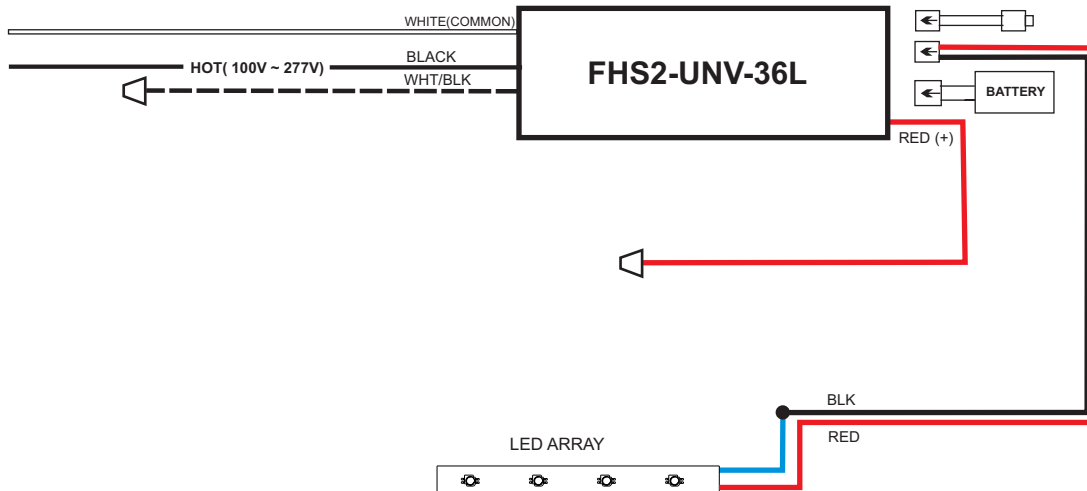 WHITE(COMMON)
BLACK
HOT( 100V ~ 277V)
WHT/BLK
FHS2-UNV-36L
BATTERY
RED (+)
BLK
RED
LED ARRAY